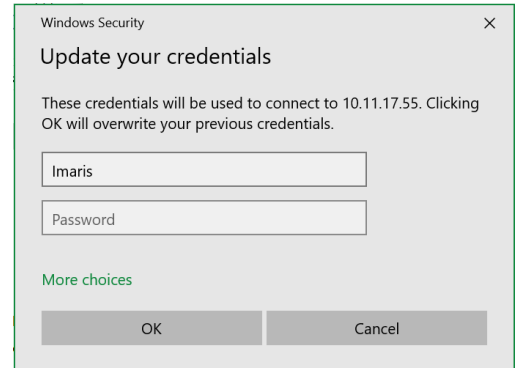 Windows Security
Update your credentials
These credentials will be used to connect to 10.11.17.55. Clicking
OK will overwrite your previous credentials.
Imaris
Password
More choices
OK
Cancel